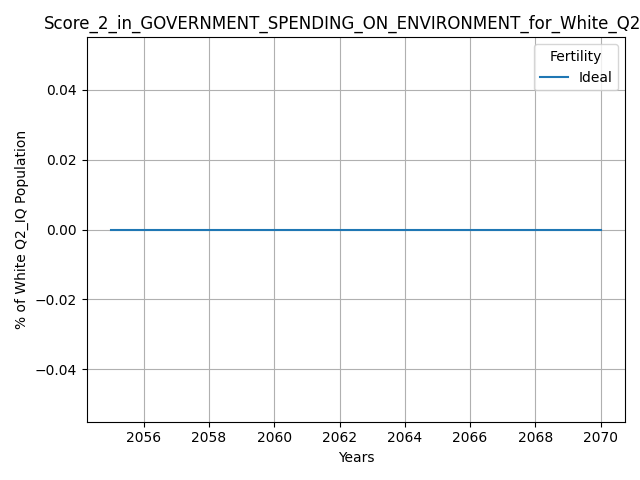 Score_2_in_GOVERNMENT_SPENDING_ON_ENVIRONMENT_for_White_Q2
Fertility
Ideal
0.04
0.02
0.00
−0.02
−0.04
% of White Q2_IQ Population
2056 2058 2060 2062 2064 2066 2068 2070
Years